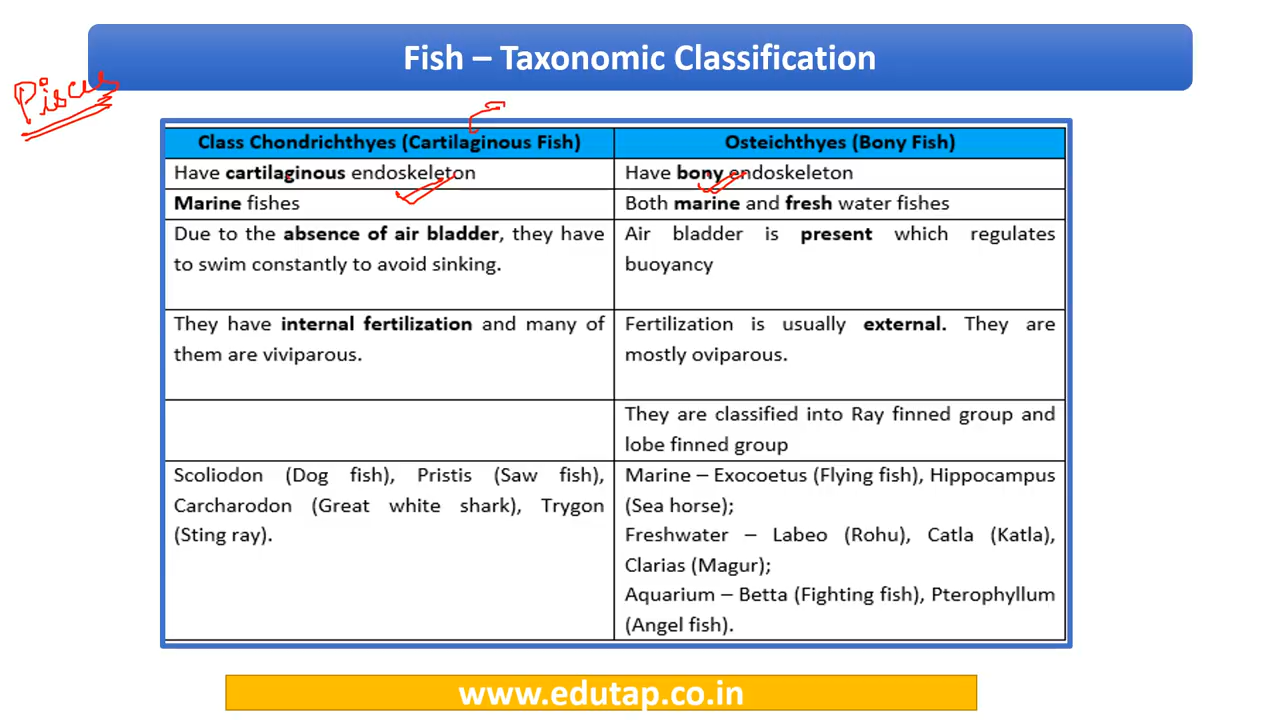 Fish – Taxonomic Classification
Pisces
Class Chondrichthyes (Cartilaginous Fish)
Osteichthyes (Bony Fish)
Have cartilaginous endoskeleton
Have bony endoskeleton
Marine fishes
Both marine and fresh water fishes
Due to the absence of air bladder, they have
to swim constantly to avoid sinking.
Air bladder is present which regulates
buoyancy
They have internal fertilization and many of
them are viviparous.
Fertilization is usually external. They are
mostly oviparous.
They are classified into Ray finned group and
lobe finned group
Scoliodon (Dog fish), Pristis (Saw fish),
Carcharodon (Great white shark), Trygon
(Sting ray).
Marine – Exocoetus (Flying fish), Hippocampus
(Sea horse);
Freshwater – Labeo (Rohu), Catla (Katla),
Clarias (Magur);
Aquarium – Betta (Fighting fish), Pterophyllum
(Angel fish).
www.edutap.co.in